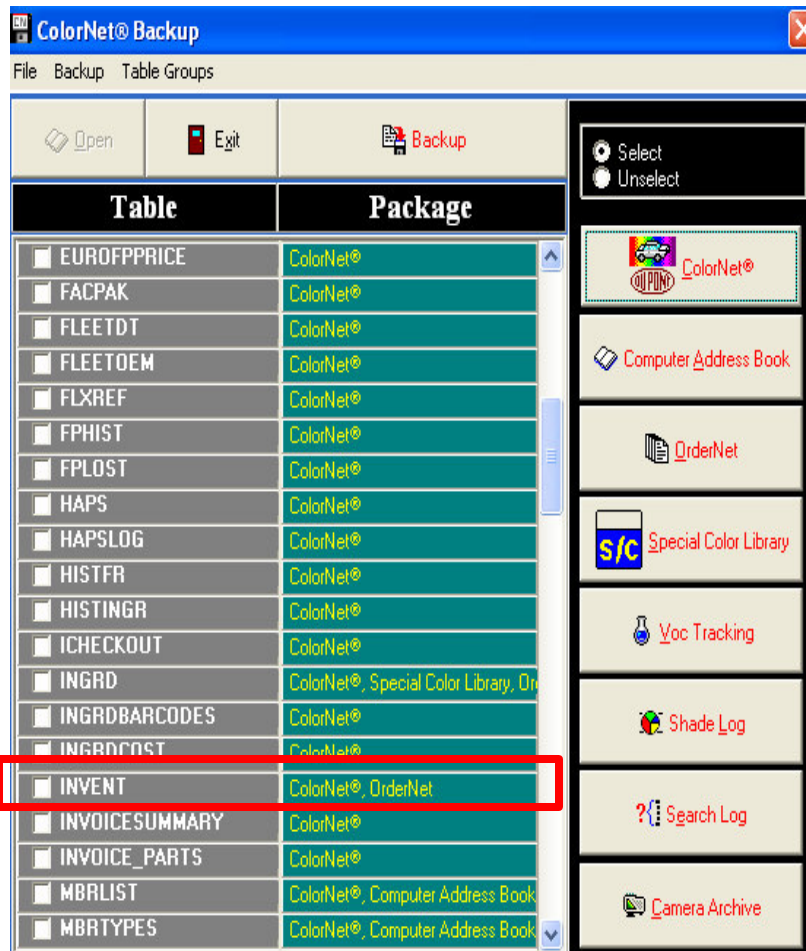 ColorNet® Backup
File Backup Table Groups
Open Exit Backup
Select
Unselect
Table Package
EUROFPPRICE ColorNet®
FACPAK ColorNet®
FLEETDT ColorNet®
FLEETOEM ColorNet®
FLXREF ColorNet®
FPHIST ColorNet®
FPLOST ColorNet®
HAPS ColorNet®
HAPSLOG ColorNet®
HISTFR ColorNet®
HISTINGR ColorNet®
ICHECKOUT ColorNet®
INGRD ColorNet®, Special Color Library, Or
INGRDBARCODES ColorNet®
INGRDCOST ColorNet®
INVENT ColorNet®, OrderNet
INVOICESUMMARY ColorNet®
INVOICE_PARTS ColorNet®
MBRLIST ColorNet®, Computer Address Book
MBRTYPES ColorNet®, Computer Address Book
DUPONT ColorNet®
Computer Address Book
OrderNet
S/C Special Color Library
Voc Tracking
Shade Log
Search Log
Camera Archive